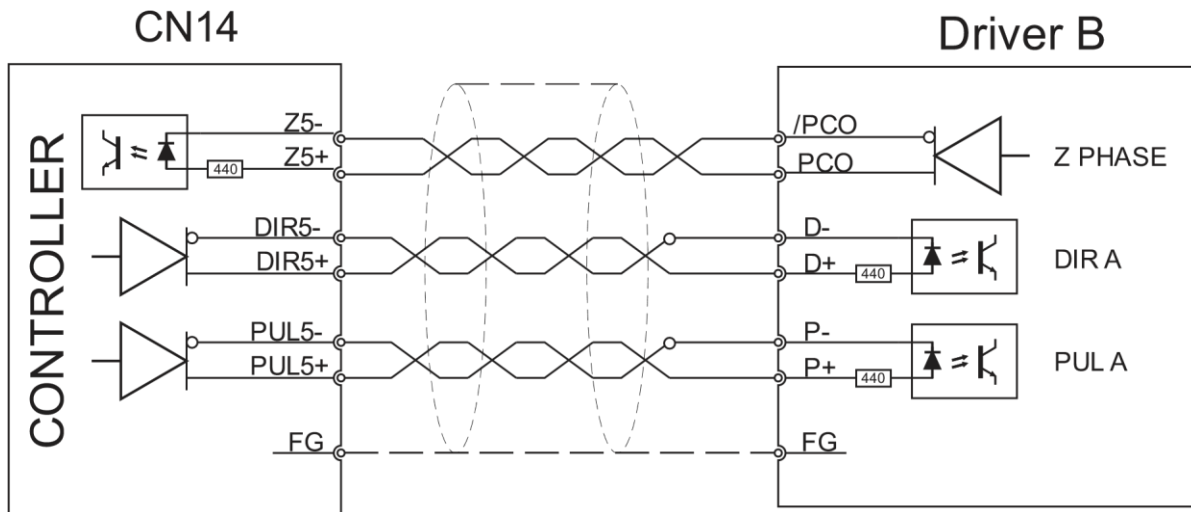 CN14
Driver B
CONTROLLER
Z5-
440
Z5+
/PCO
PCO
Z PHASE
DIR5-
DIR5+
D-
D+
440
DIR A
PUL5-
PUL5+
P-
P+
440
PUL A
FG
FG